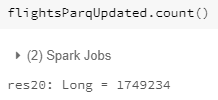 flightsParqUpdated.count()
(2) Spark Jobs
res20: Long = 1749234